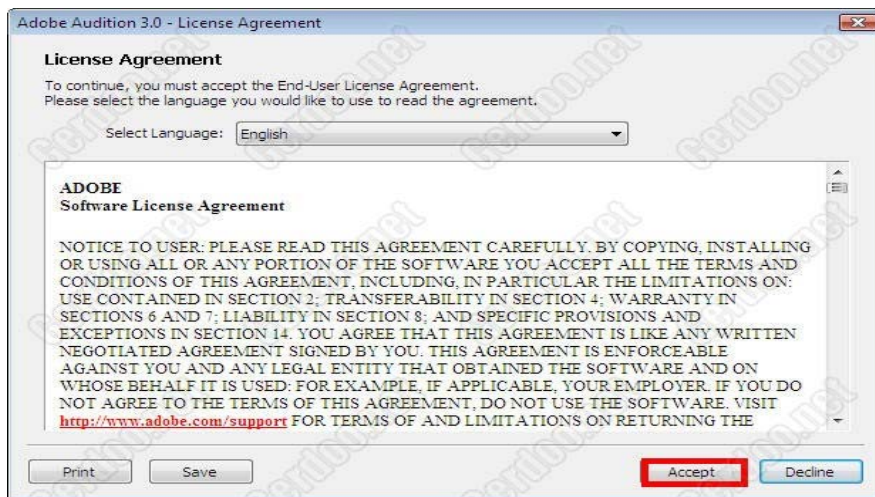 Adobe Audition 3.0 - License Agreement
License Agreement
To continue, you must accept the End-User License Agreement.
Please select the language you would like to use to read the agreement.
Select Language: English
ADOBE
Software License Agreement
NOTICE TO USER: PLEASE READ THIS AGREEMENT CAREFULLY. BY COPYING, INSTALLING
OR USING ALL OR ANY PORTION OF THE SOFTWARE YOU ACCEPT ALL THE TERMS AND
CONDITIONS OF THIS AGREEMENT, INCLUDING, IN PARTICULAR THE LIMITATIONS ON:
USE CONTAINED IN SECTION 2; TRANSFERABILITY IN SECTION 4; WARRANTY IN
SECTIONS 6 AND 7; LIABILITY IN SECTION 8; AND SPECIFIC PROVISIONS AND
EXCEPTIONS IN SECTION 14. YOU AGREE THAT THIS AGREEMENT IS LIKE ANY WRITTEN
NEGOTIATED AGREEMENT SIGNED BY YOU. THIS AGREEMENT IS ENFORCEABLE
AGAINST YOU AND ANY LEGAL ENTITY THAT OBTAINED THE SOFTWARE AND ON
WHOSE BEHALF IT IS USED: FOR EXAMPLE, IF APPLICABLE, YOUR EMPLOYER. IF YOU DO
NOT AGREE TO THE TERMS OF THIS AGREEMENT, DO NOT USE THE SOFTWARE. VISIT
http://www.adobe.com/support FOR TERMS OF AND LIMITATIONS ON RETURNING THE
Print Save Accept Decline
Gerdoo.net